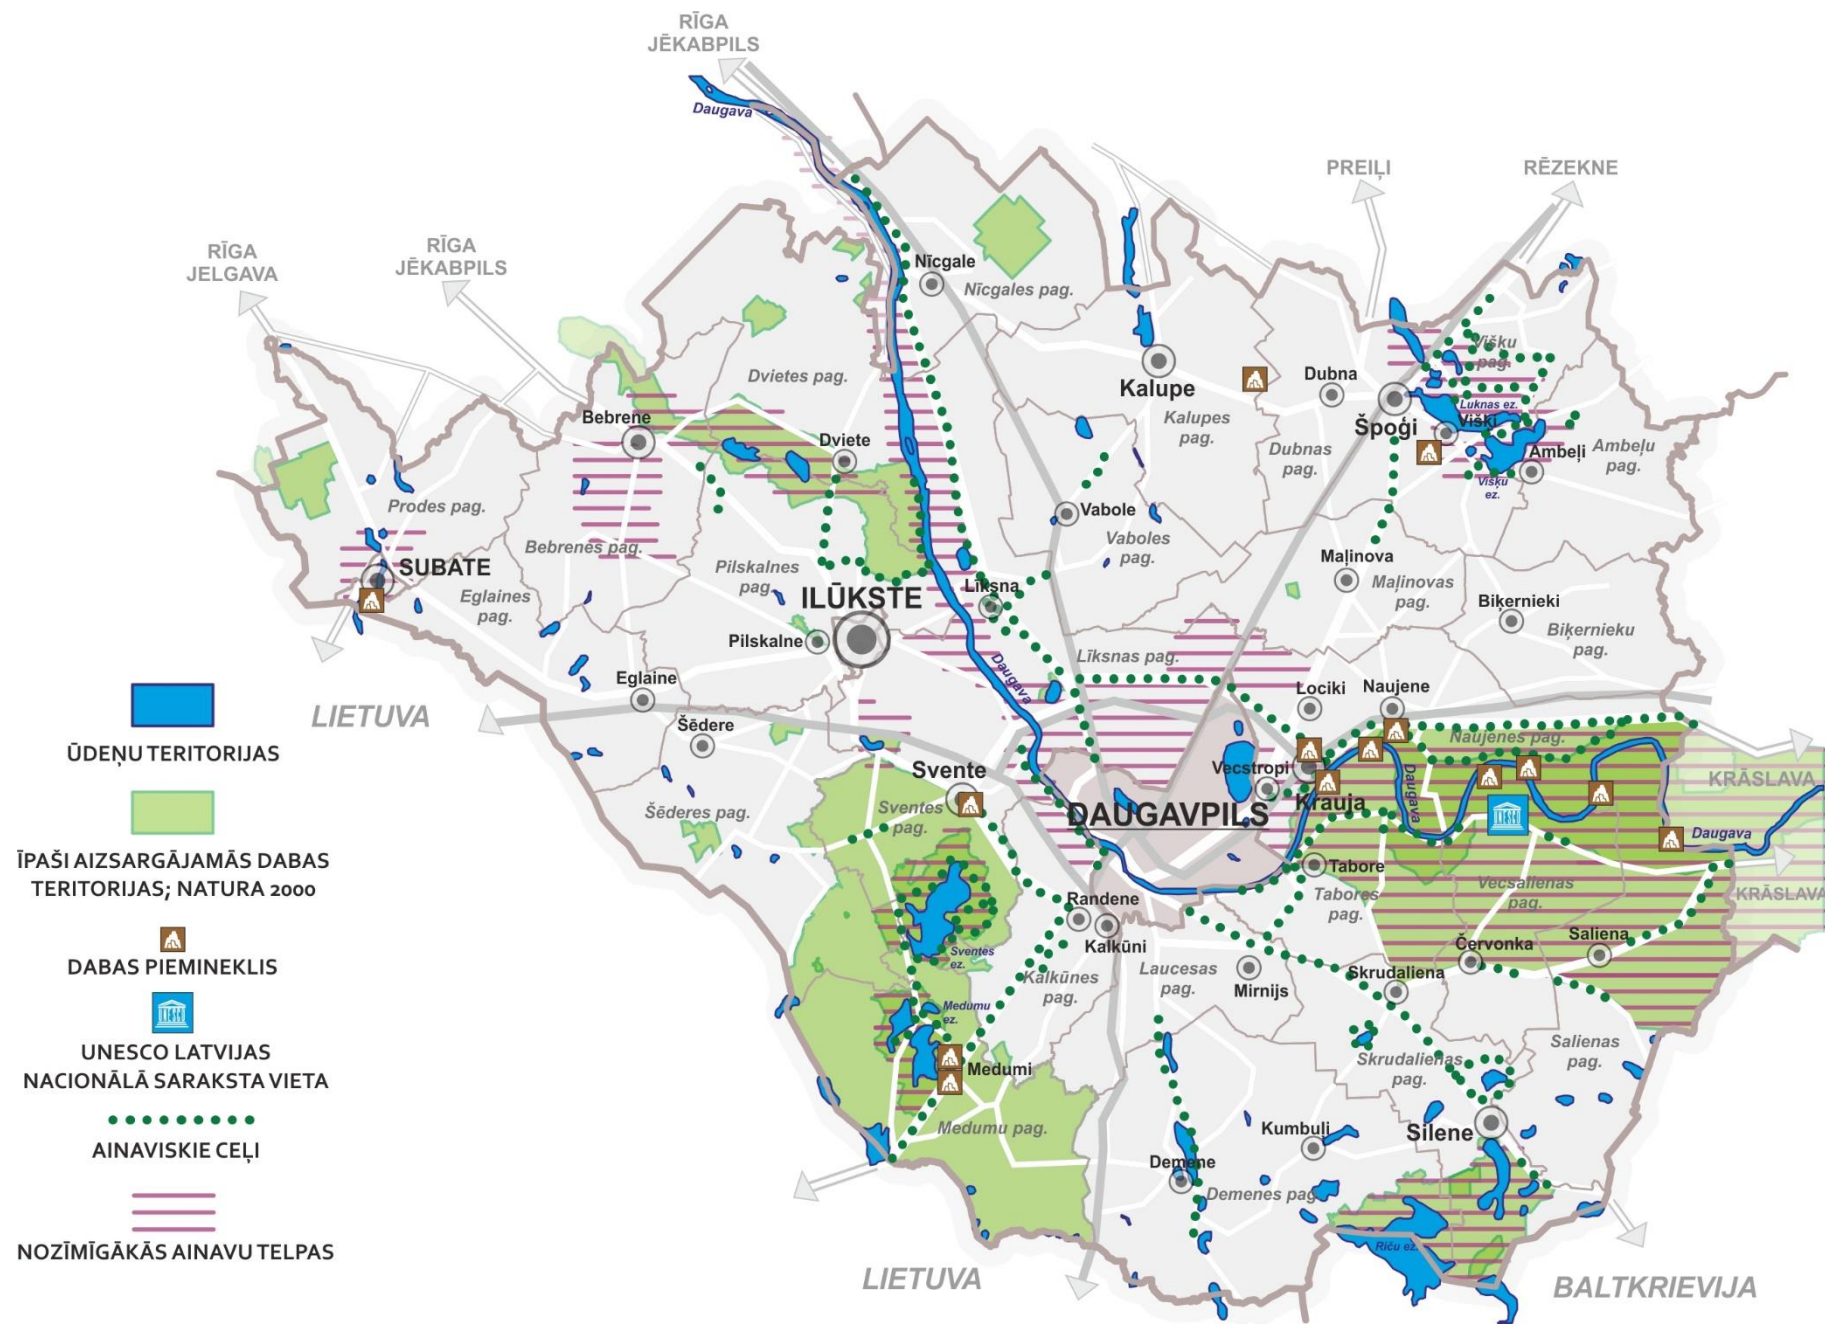 RĪGA
JĒKABPILS
Daugava
PREIĻI
RĒZEKNE
RĪGA
JELGAVA
RĪGA
JĒKABPILS
Nīcgale
Nīcgales pag.
Višķu
pag.
Dvietes pag.
Kalupe
Dubna
Bebrene
Kalupes
pag.
Luknas ez.
Špoģi
Višķi
Dviete
Dubnas
pag.
Ambeļi
Ambeļu
pag.
Višķu
ez.
Prodes pag.
Vabole
Vaboles
pag.
Bebrenes pag.
Maļinova
SUBATE
Pilskalnes
pag.
Līksna
Maļinovas
pag.
Eglaines
pag.
ILŪKSTE
Biķernieki
Biķernieku
pag.
Pilskalne
Daugava
Līksnas pag.
Eglaine
Lociki
Naujene
LIETUVA
Šēdere
Naujenes pag.
ŪDEŅU TERITORIJAS
Svente
Vecstropi
KRĀSLAVA
Šēderes pag.
Sventes
pag.
DAUGAVPILS
Krauja
Daugava
UNESCO
Daugava
ĪPAŠI AIZSARGĀJAMĀS DABAS
TERITORIJAS; NATURA 2000
Tabore
Tabores
pag.
Vecsalienas
pag.
KRĀSLAVA
Randene
Kalkūni
Sventes
ez.
Červonka
Saliena
DABAS PIEMINEKLIS
Kalkūnes
pag.
Laucesas
pag.
Mirnijs
Skrudaliena
Medumu
ez.
UNESCO
UNESCO LATVIJAS
NACIONĀLĀ SARAKSTA VIETA
Medumi
Skrudalienas
pag.
Salienas
pag.
Medumu pag.
Kumbuļi
Silene
AINAVISKIE CEĻI
Demene
Demenes pag.
NOZĪMĪGĀKĀS AINAVU TELPAS
Riču ez.
LIETUVA
BALTKRIEVIJA